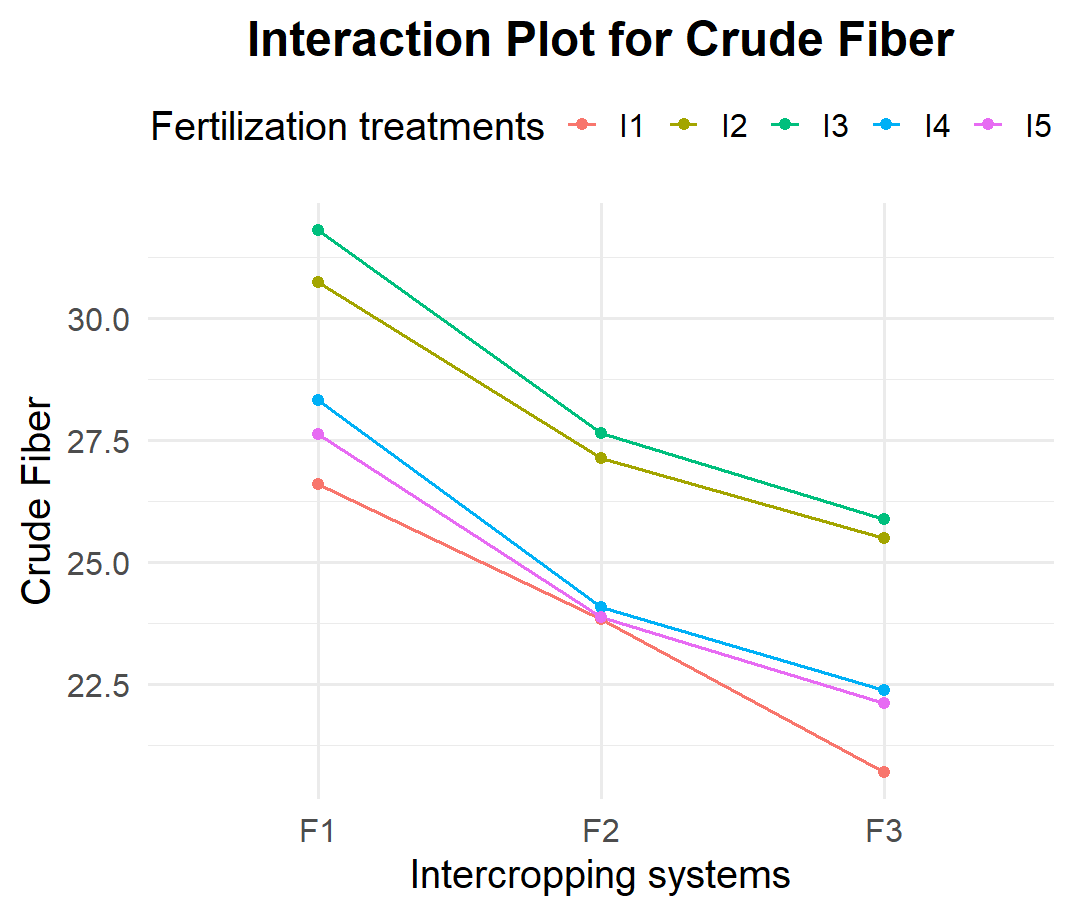 Interaction Plot for Crude Fiber
Fertilization treatments I1 I2 I3 I4 I5
30.0
27.5
25.0
22.5
Crude Fiber
F1 F2 F3
Intercropping systems